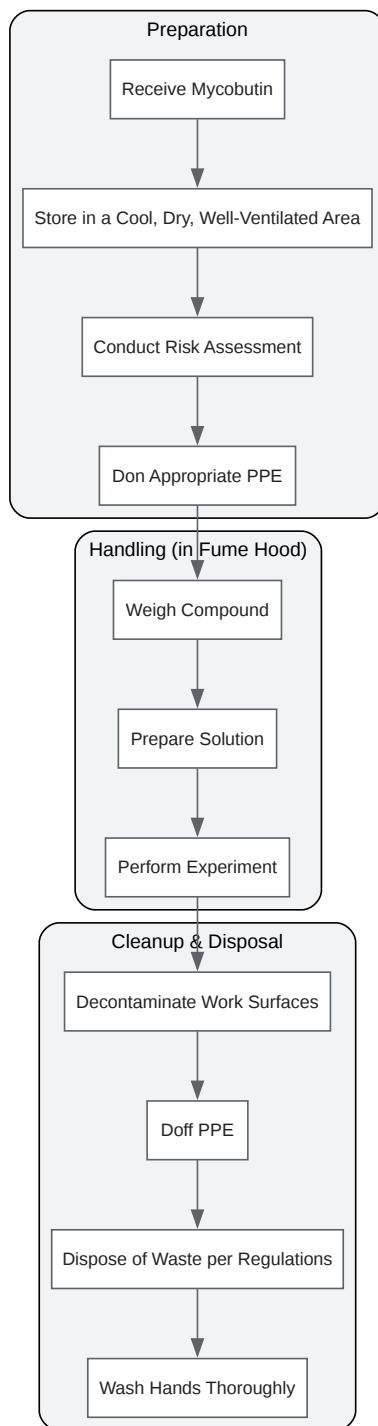 Preparation
Receive Mycobutin
Store in a Cool, Dry, Well-Ventilated Area
Conduct Risk Assessment
Don Appropriate PPE
Handling (in Fume Hood)
Weigh Compound
Prepare Solution
Perform Experiment
Cleanup & Disposal
Decontaminate Work Surfaces
Doff PPE
Dispose of Waste per Regulations
Wash Hands Thoroughly